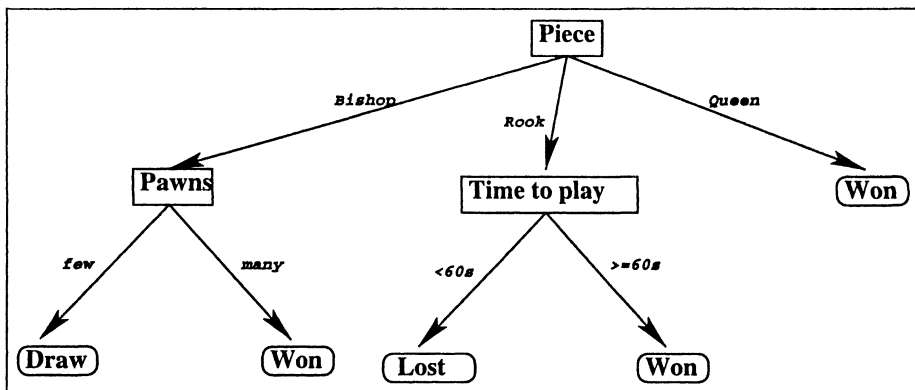 Piece
Bishop
Rook
Queen
Pawns
Time to play
Won
few
many
<60s
>=60s
Draw
Won
Lost
Won